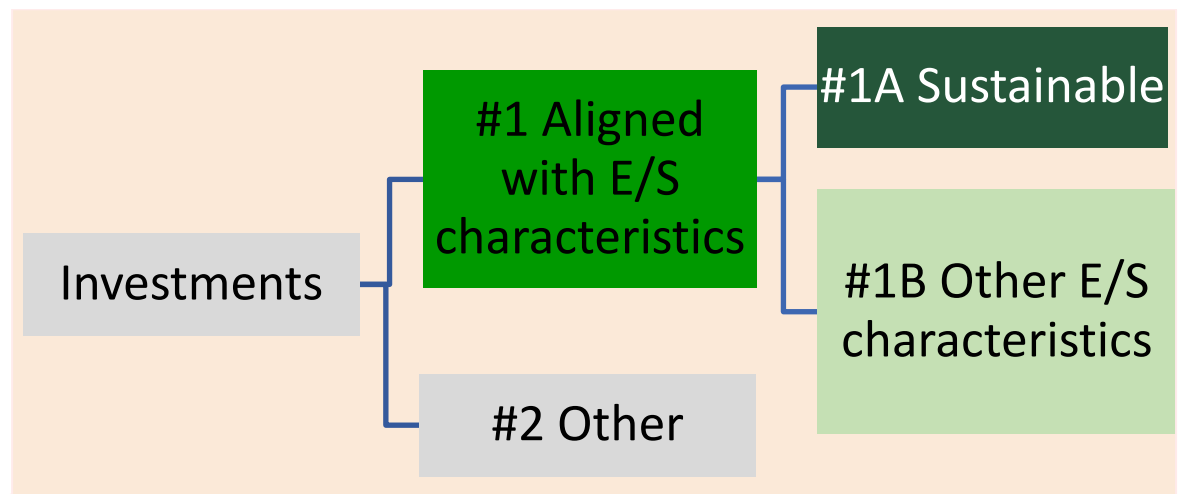 Investments
#1 Aligned
with E/S
characteristics
#2 Other
#1A Sustainable
#1B Other E/S
characteristics